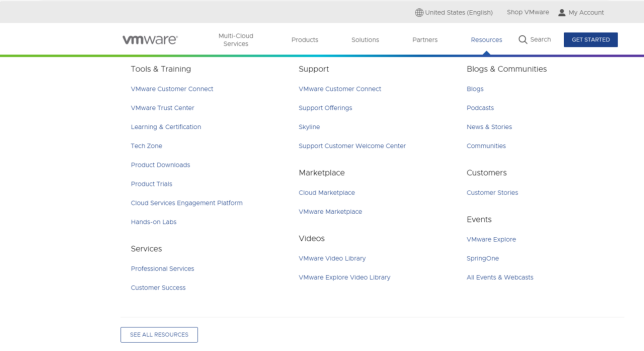 United States (English) Shop VMware My Account
vmware Multi-Cloud Services Products Solutions Partners Resources Search GET STARTED
Tools & Training
VMware Customer Connect
VMware Trust Center
Learning & Certification
Tech Zone
Product Downloads
Product Trials
Cloud Services Engagement Platform
Hands-on Labs
Services
Professional Services
Customer Success
Support
VMware Customer Connect
Support Offerings
Skyline
Support Customer Welcome Center
Marketplace
Cloud Marketplace
VMware Marketplace
Videos
VMware Video Library
VMware Explore Video Library
Blogs & Communities
Blogs
Podcasts
News & Stories
Communities
Customers
Customer Stories
Events
VMware Explore
SpringOne
All Events & Webcasts
SEE ALL RESOURCES